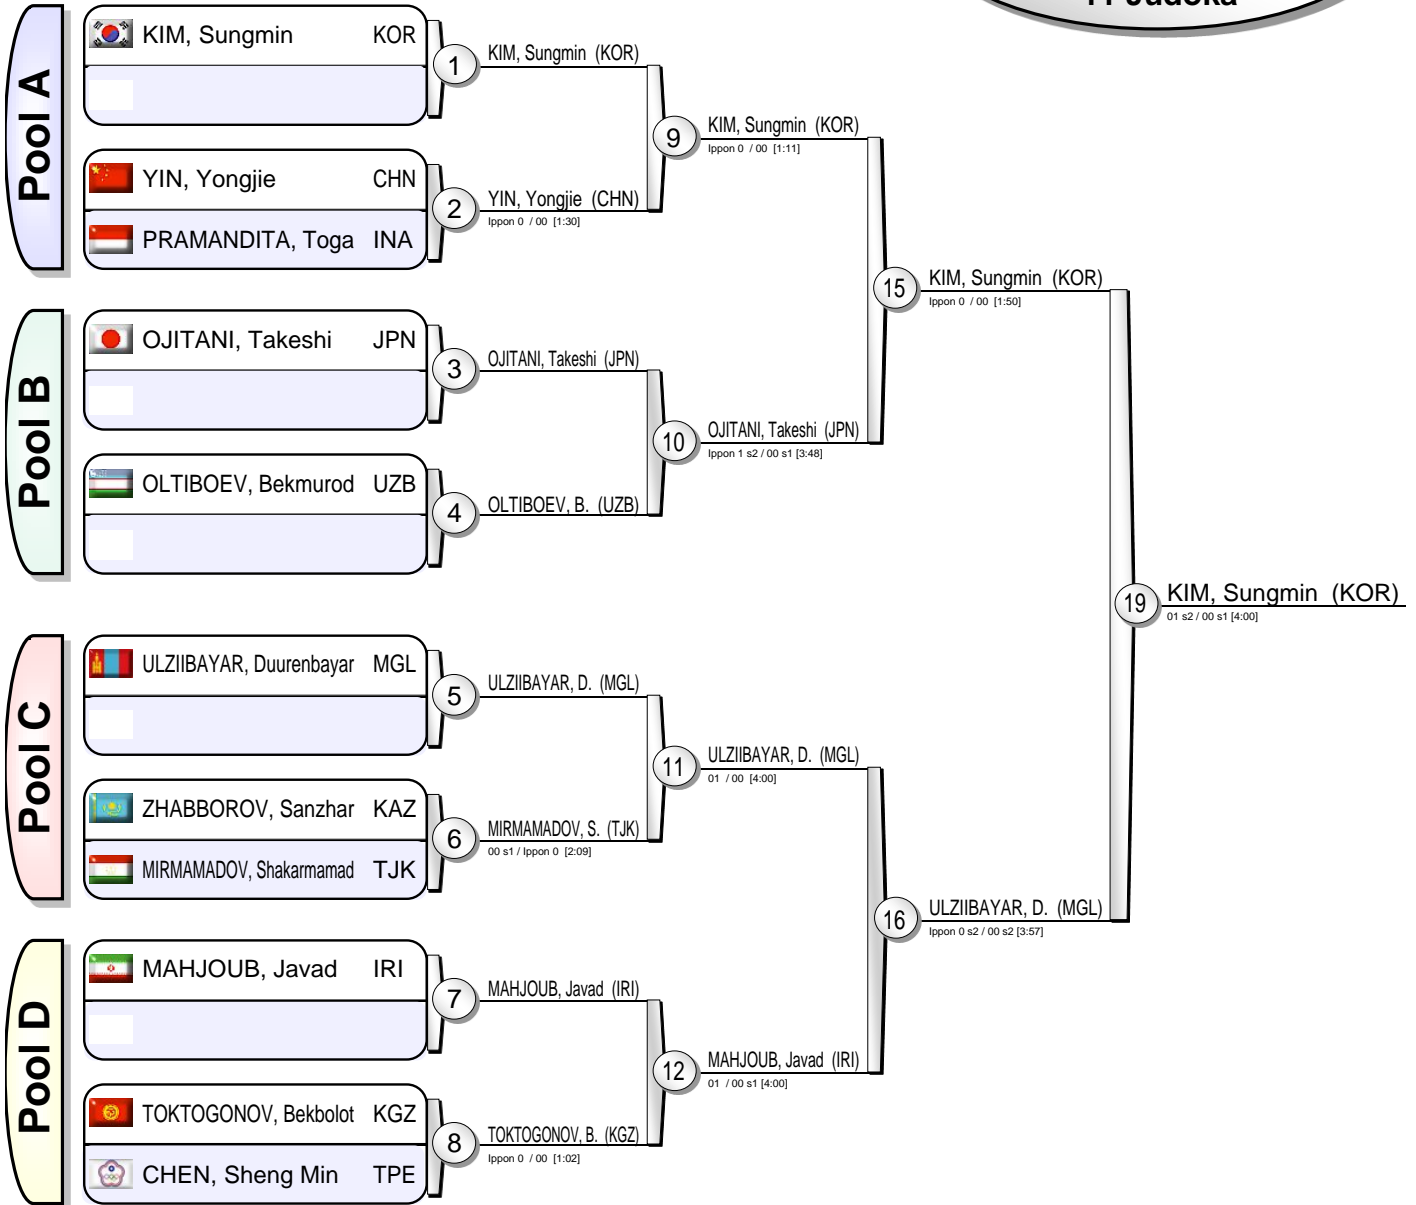 11 Judoka
Pool A
KIM, Sungmin KOR
YIN, Yongjie CHN
PRAMANDITA, Toga INA
Pool B
OJITANI, Takeshi JPN
OLTIBOEV, Bekmurod UZB
Pool C
ULZIIBAYAR, Duurenbayar MGL
ZHABBOROV, Sanzhar KAZ
MIRMAMADOV, Shakarmamad TJK
Pool D
MAHJOUB, Javad IRI
TOKTOGONOV, Bekbolot KGZ
CHEN, Sheng Min TPE
1
KIM, Sungmin (KOR)
2
YIN, Yongjie (CHN)
Ippon 0 / 00 [1:30]
3
OJITANI, Takeshi (JPN)
4
OLTIBOEV, B. (UZB)
5
ULZIIBAYAR, D. (MGL)
6
MIRMAMADOV, S. (TJK)
00 s1 / Ippon 0 [2:09]
7
MAHJOUB, Javad (IRI)
8
TOKTOGONOV, B. (KGZ)
Ippon 0 / 00 [1:02]
9
KIM, Sungmin (KOR)
Ippon 0 / 00 [1:11]
10
OJITANI, Takeshi (JPN)
Ippon 1 s2 / 00 s1 [3:48]
11
ULZIIBAYAR, D. (MGL)
01 / 00 [4:00]
12
MAHJOUB, Javad (IRI)
01 / 00 s1 [4:00]
15
KIM, Sungmin (KOR)
Ippon 0 / 00 [1:50]
16
ULZIIBAYAR, D. (MGL)
Ippon 0 s2 / 00 s2 [3:57]
19
KIM, Sungmin (KOR)
01 s2 / 00 s1 [4:00]